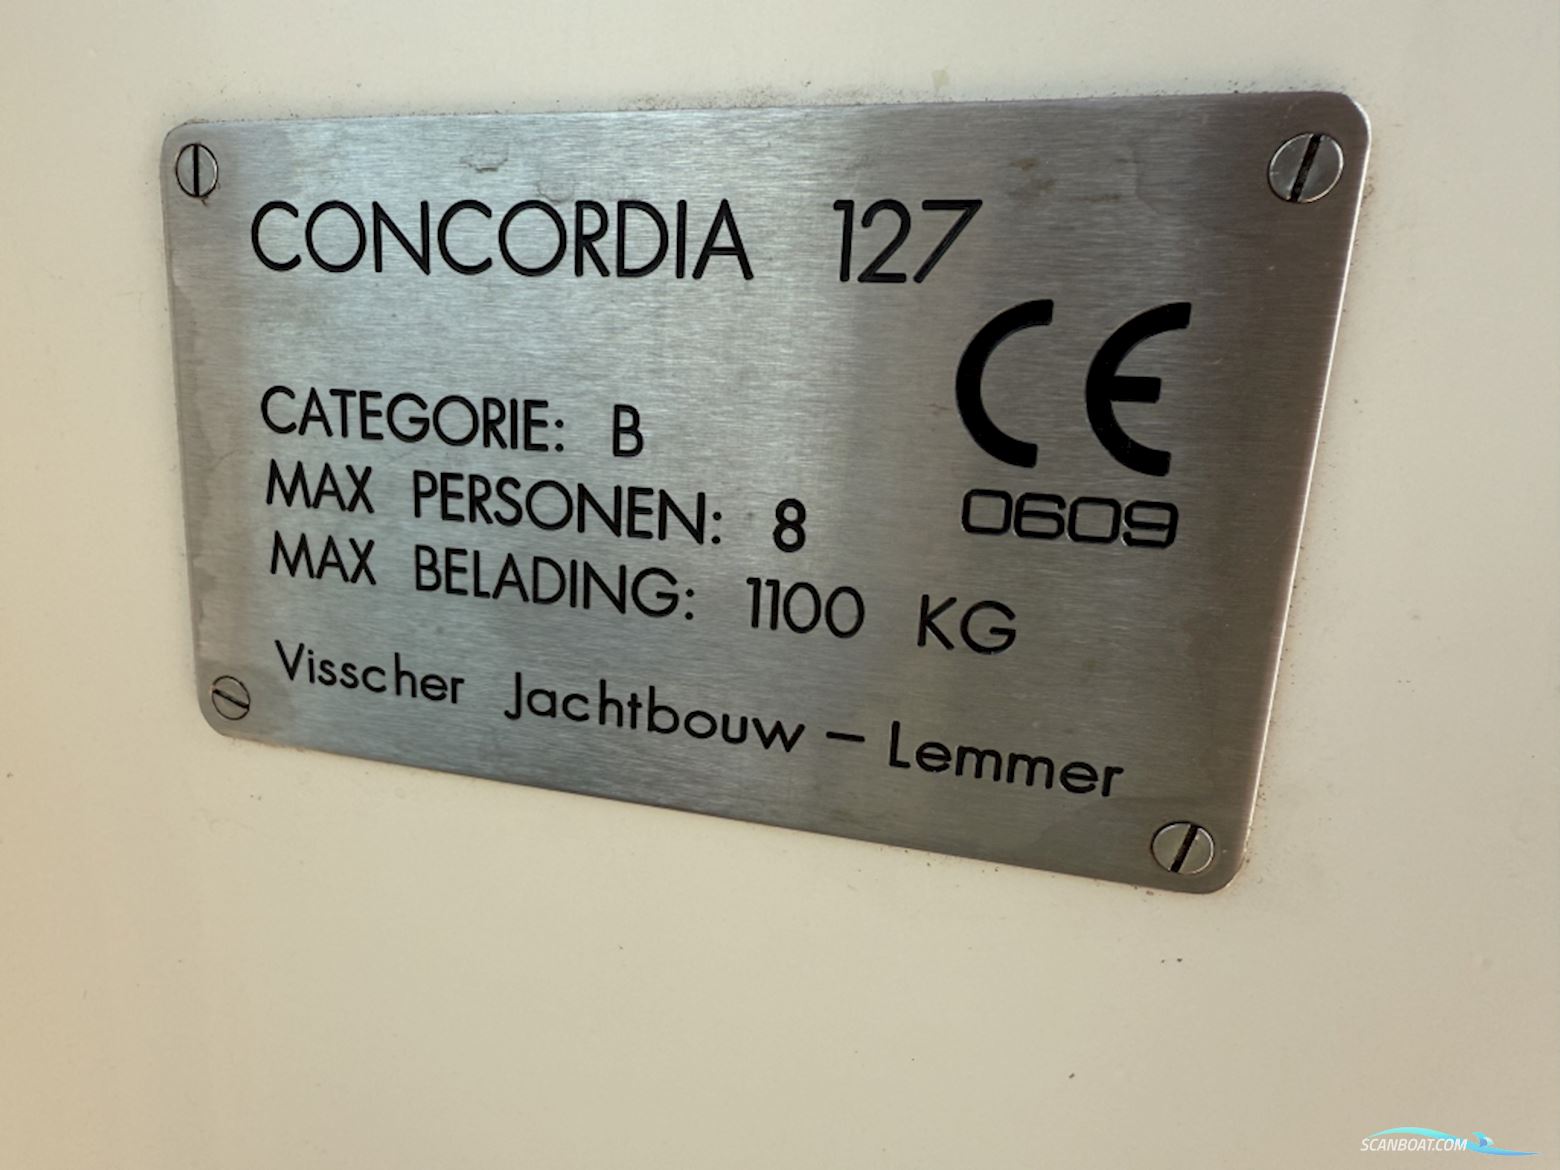 CONCORDIA 127
CE
0609
CATEGORIE: B
MAX PERSONEN: 8
MAX BELADING: 1100 KG
Visscher Jachtbouw – Lemmer
SCANBOAT.COM